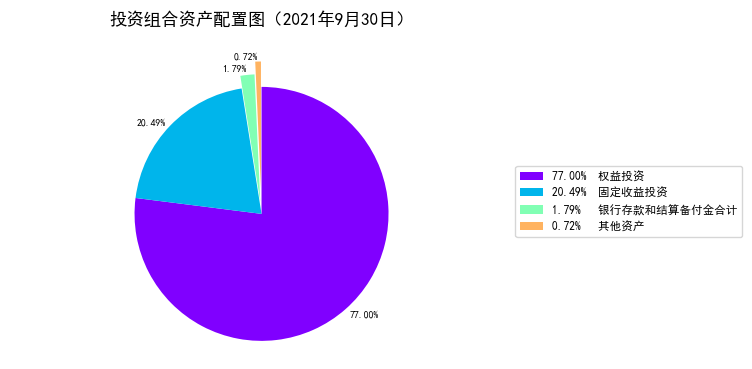 投资组合资产配置图（2021年9月30日）
0.72%
1.79%
20.49%
77.00%
77.00% 权益投资
20.49% 固定收益投资
1.79% 银行存款和结算备付金合计
0.72% 其他资产